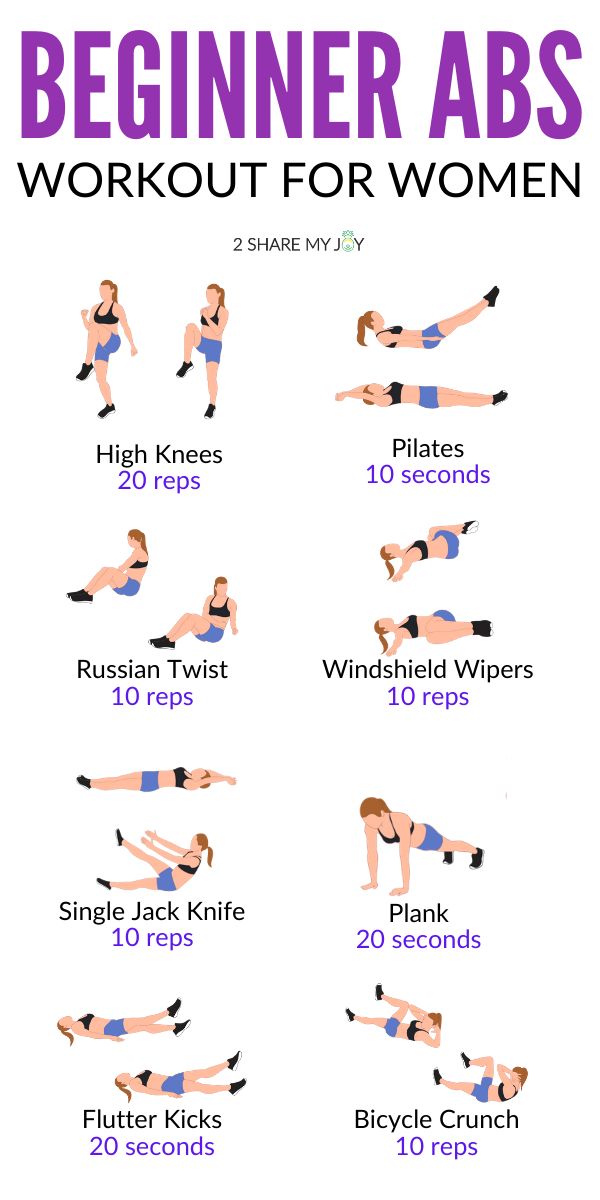 BEGINNER ABS
WORKOUT FOR WOMEN
2 SHARE MY JOY
High Knees
20 reps
Pilates
10 seconds
Russian Twist
10 reps
Windshield Wipers
10 reps
Single Jack Knife
10 reps
Plank
20 seconds
Flutter Kicks
20 seconds
Bicycle Crunch
10 reps